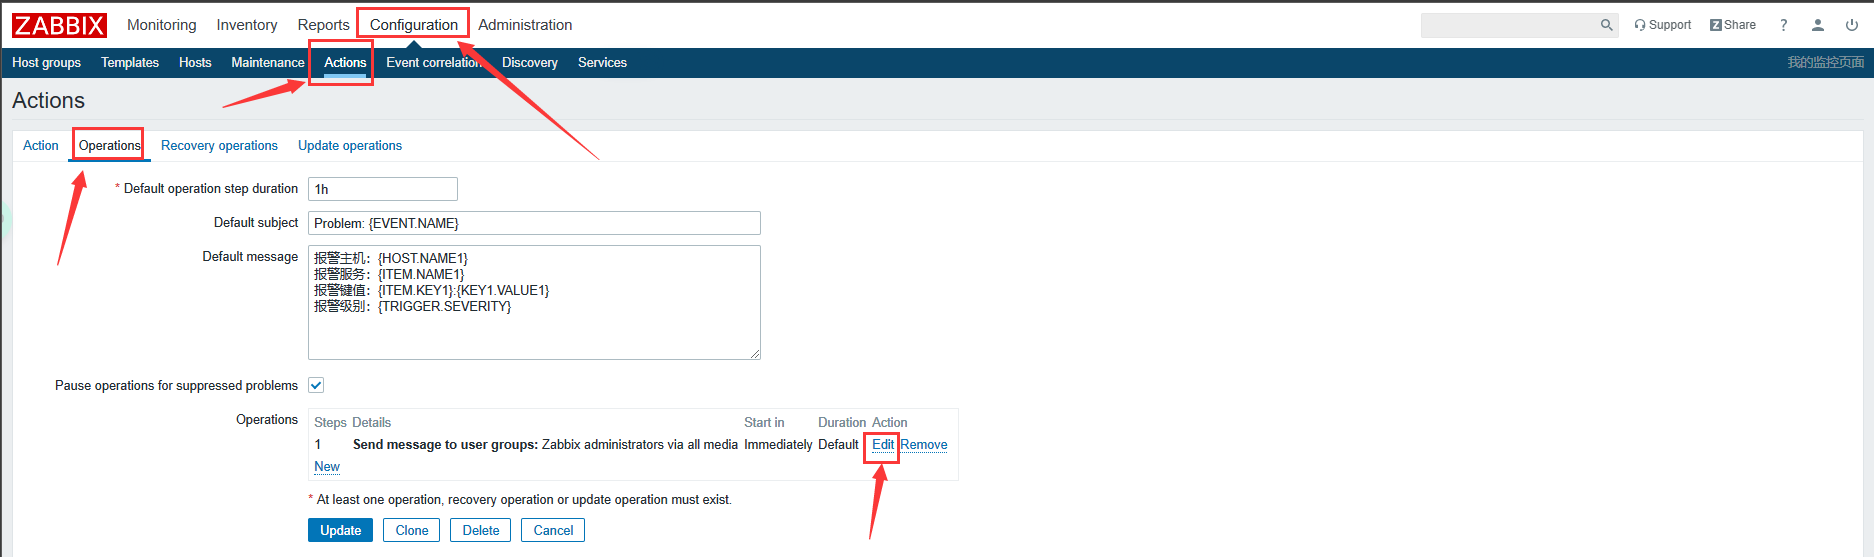 ZABBIX Monitoring Inventory Reports Configuration Administration Z Support Share ?
Host groups Templates Hosts Maintenance Actions Event correlation Discovery Services 我的监控页面
Actions
Action Operations Recovery operations Update operations
* Default operation step duration 1h
Default subject Problem: {EVENT.NAME}
Default message 报警主机：{HOST.NAME1}
报警服务：{ITEM.NAME1}
报警键值：{ITEM.KEY1}:{KEY1.VALUE1}
报警级别：{TRIGGER.SEVERITY}
Pause operations for suppressed problems
Operations Steps Details Start in Duration Action
1 Send message to user groups: Zabbix administrators via all media Immediately Default Edit Remove
New
* At least one operation, recovery operation or update operation must exist.
Update Clone Delete Cancel